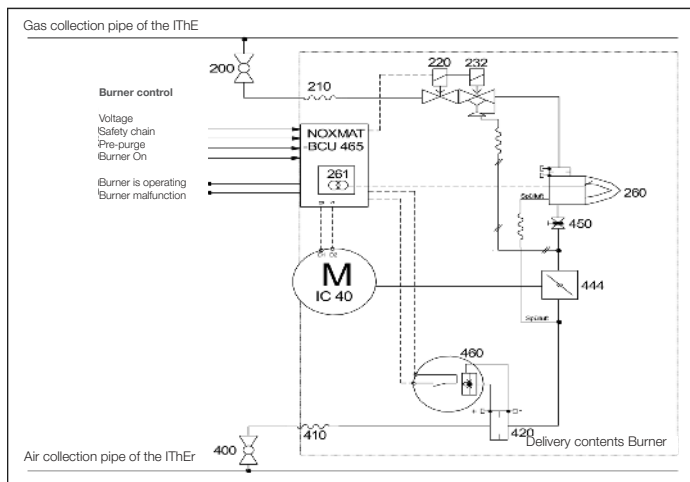 Gas collection pipe of the IThE
200
220 232
210
Burner control
Voltage
Safety chain
Pre-purge
Burner On
Burner is operating
Burner malfunction
NOXMAT
BCU 465
261
260
Spülluft
450
M
IC 40
444
Spülluft
460
420
410
400
Delivery contents Burner
Air collection pipe of the IThEr